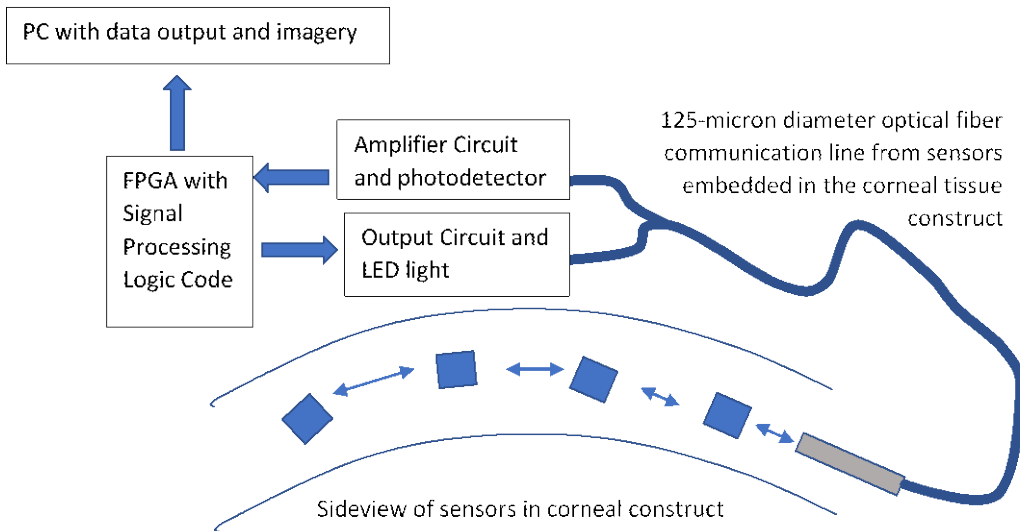 PC with data output and imagery
Amplifier Circuit
and photodetector
125-micron diameter optical fiber
communication line from sensors
embedded in the corneal tissue
construct
FPGA with
Signal
Processing
Logic Code
Output Circuit and
LED light
Sideview of sensors in corneal construct